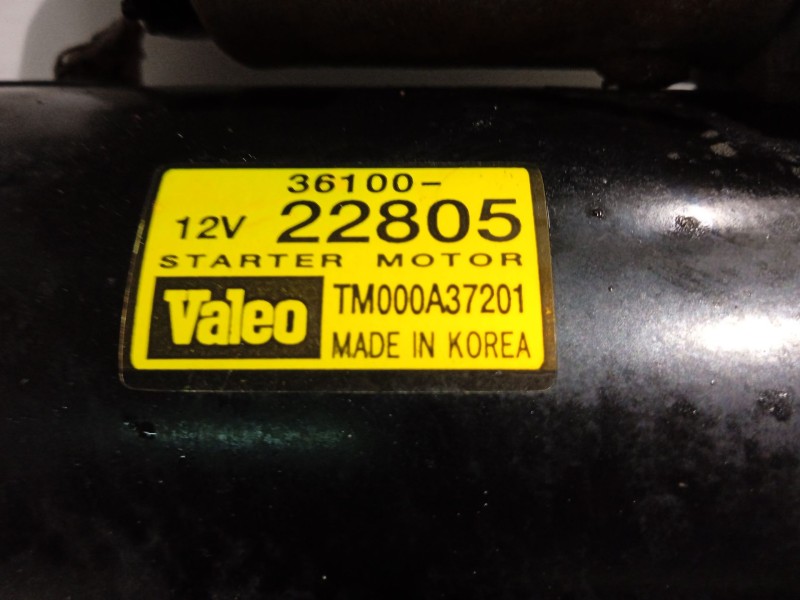 36100-
12V 22805
STARTER MOTOR
Valeo TM000A37201
MADE IN KOREA